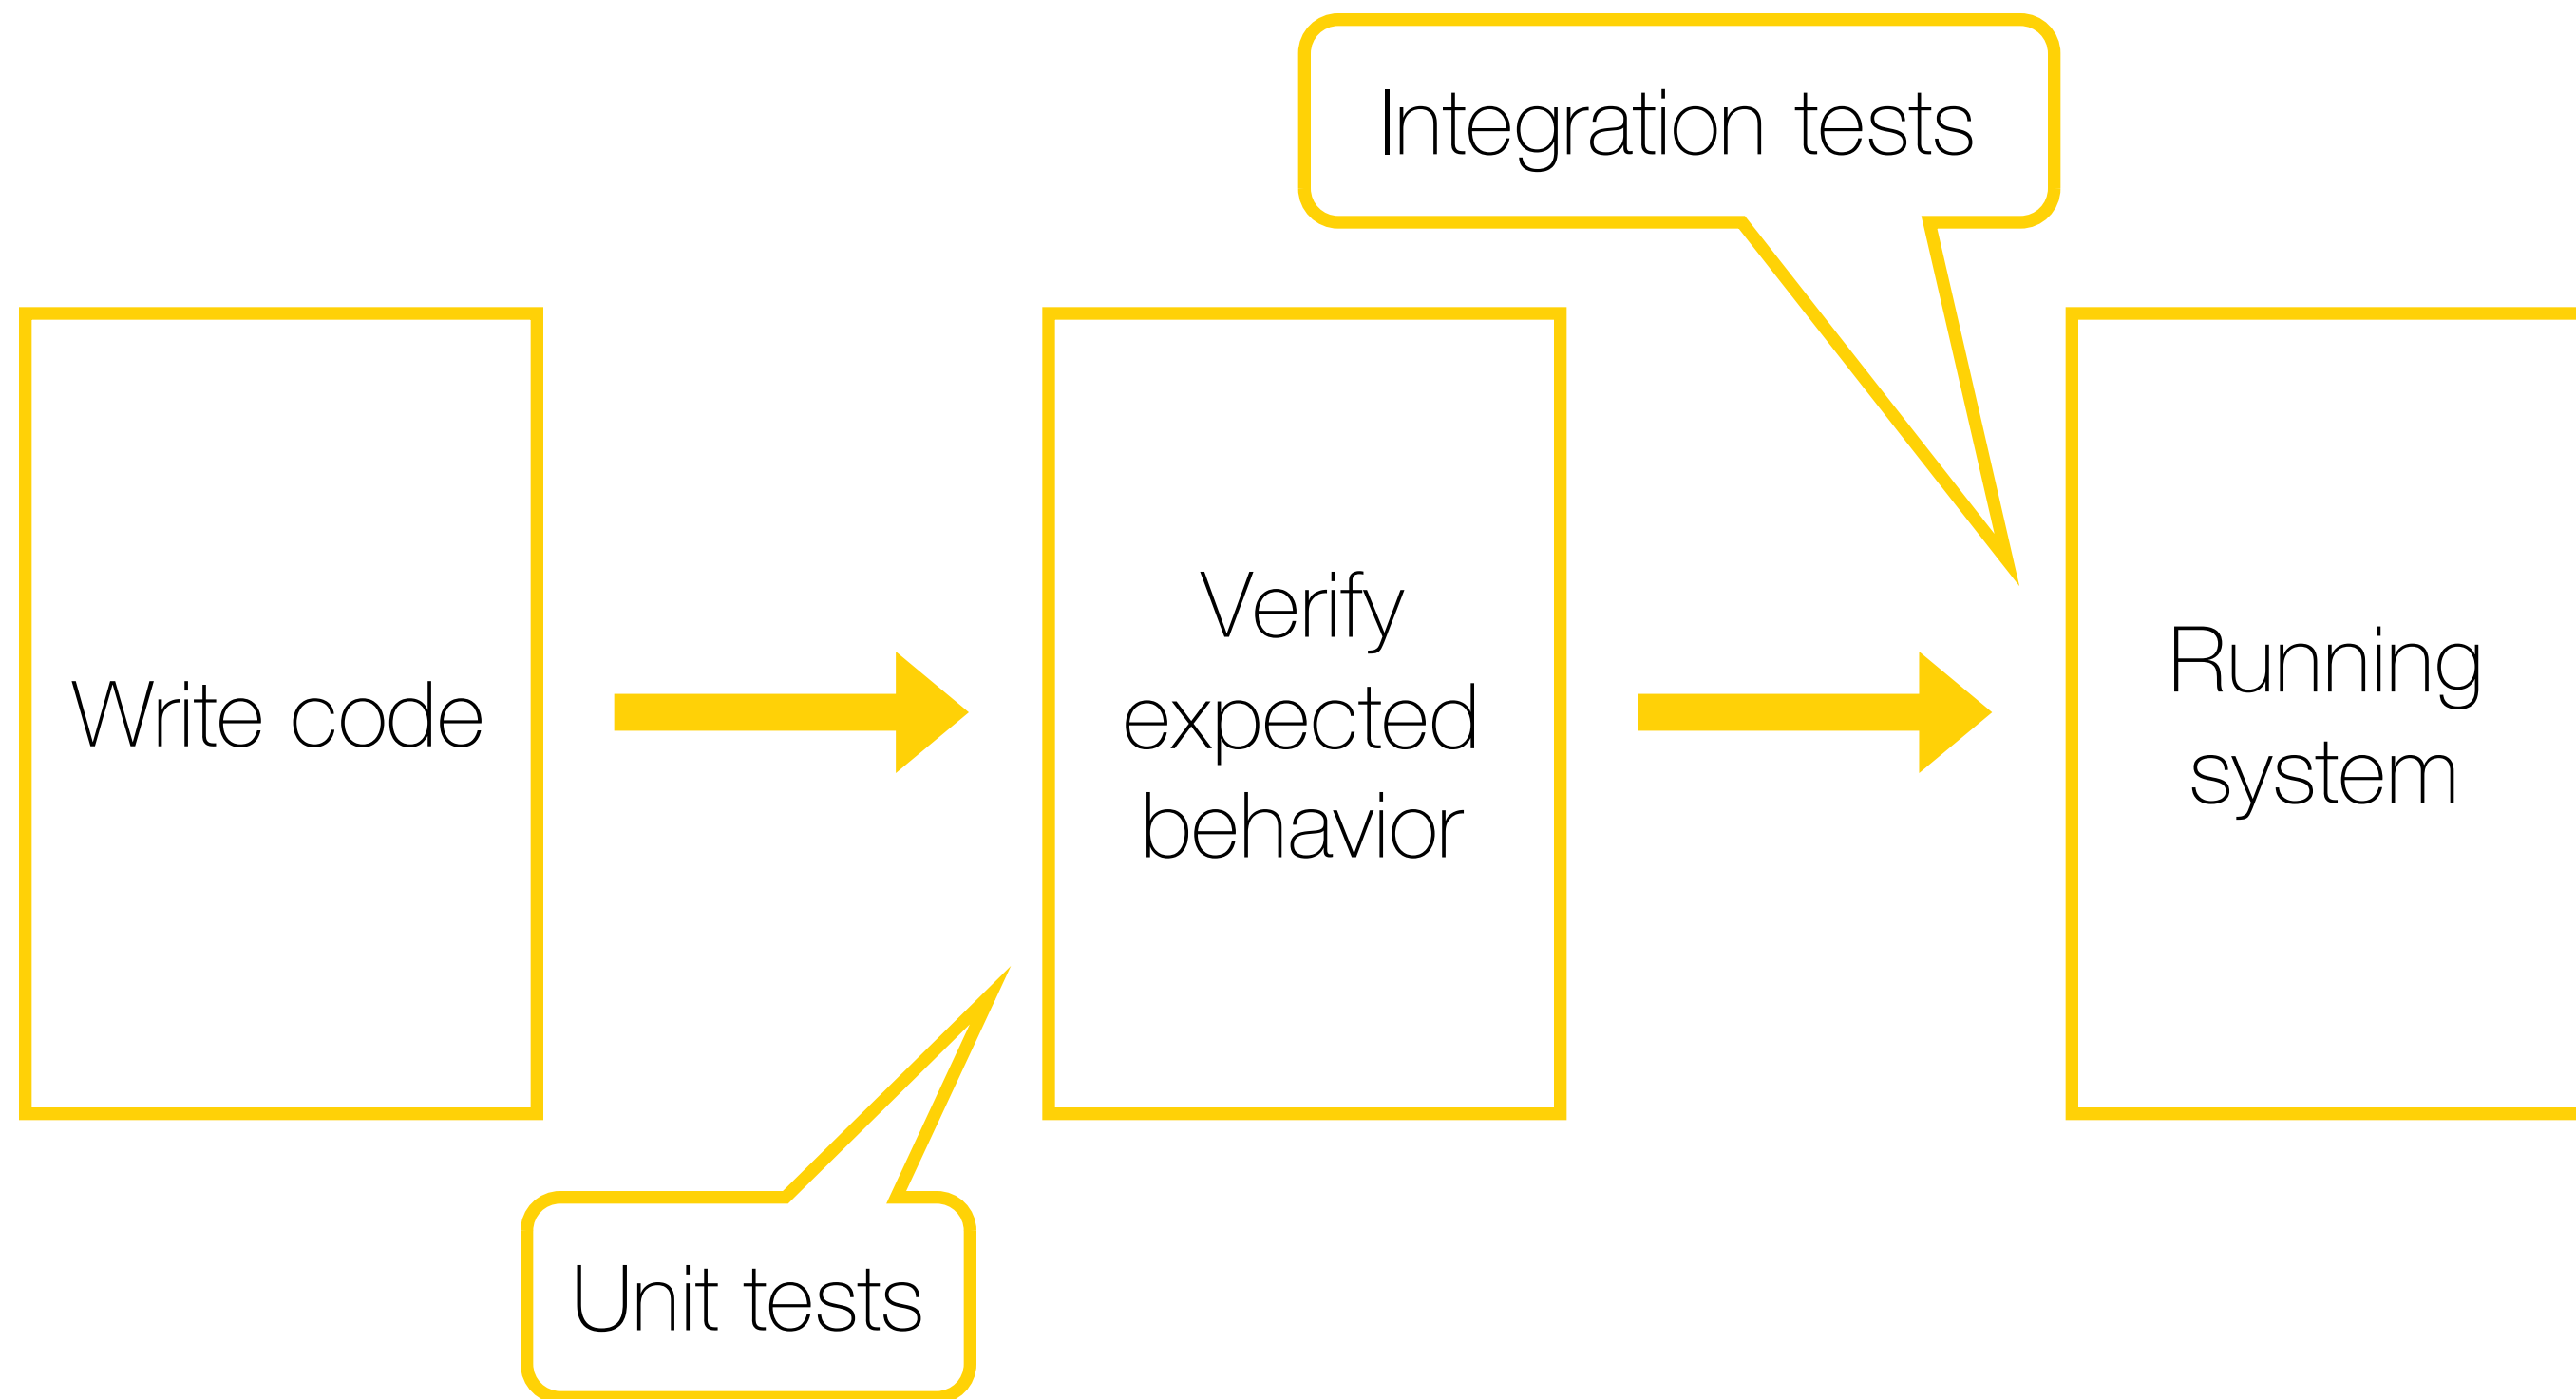 Integration tests
Write code
Verify
expected
behavior
Running
system
Unit tests